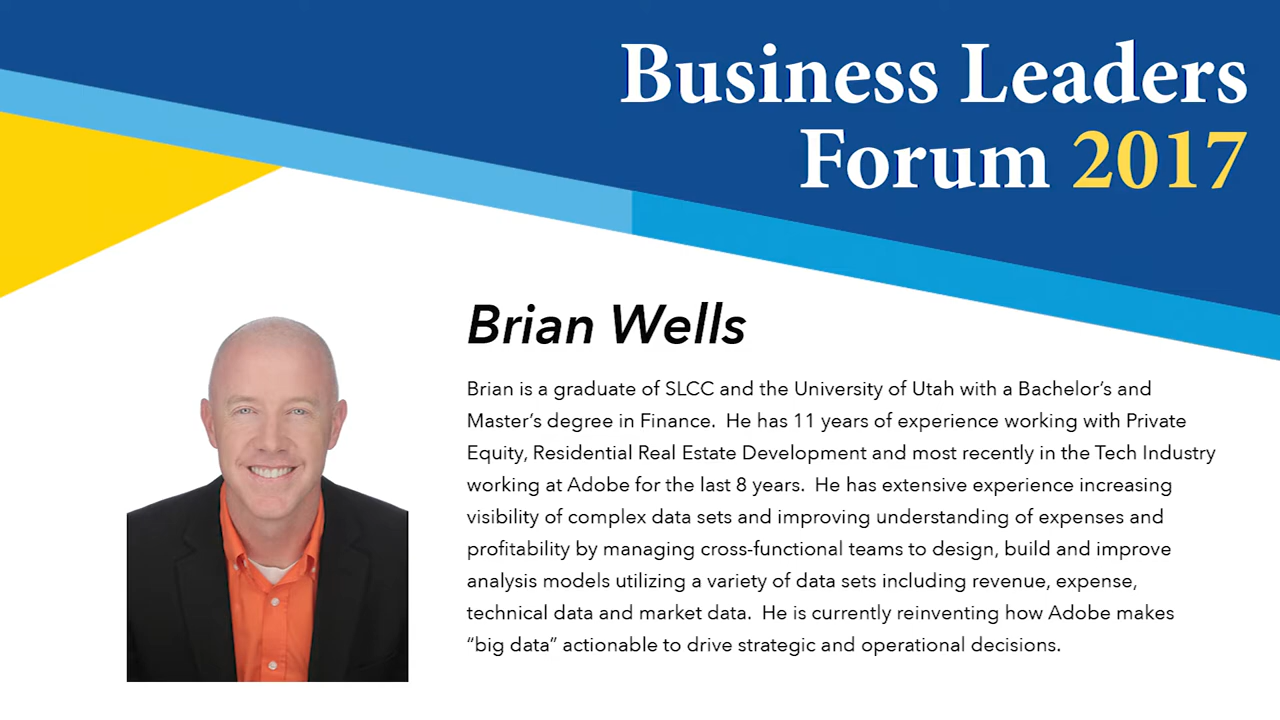 Business Leaders
Forum 2017
Brian Wells
Brian is a graduate of SLCC and the University of Utah with a Bachelor’s and
Master’s degree in Finance.  He has 11 years of experience working with Private
Equity, Residential Real Estate Development and most recently in the Tech Industry
working at Adobe for the last 8 years.  He has extensive experience increasing
visibility of complex data sets and improving understanding of expenses and
profitability by managing cross-functional teams to design, build and improve
analysis models utilizing a variety of data sets including revenue, expense,
technical data and market data.  He is currently reinventing how Adobe makes
“big data” actionable to drive strategic and operational decisions.